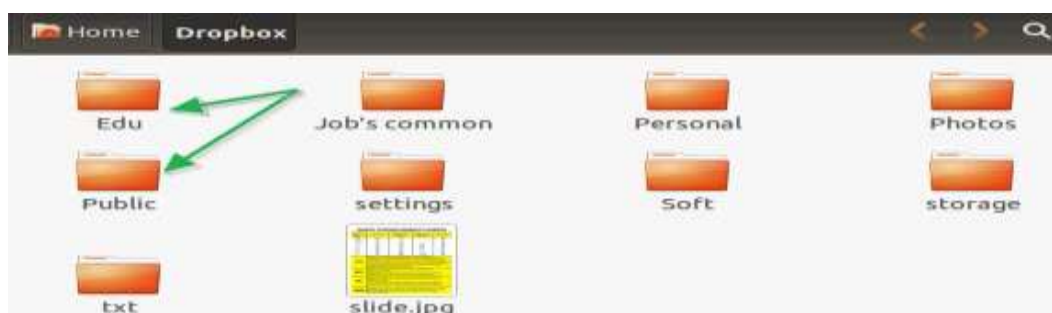 Home Dropbox
Edu Job's common Personal Photos
Public settings Soft storage
txt slide.jpg